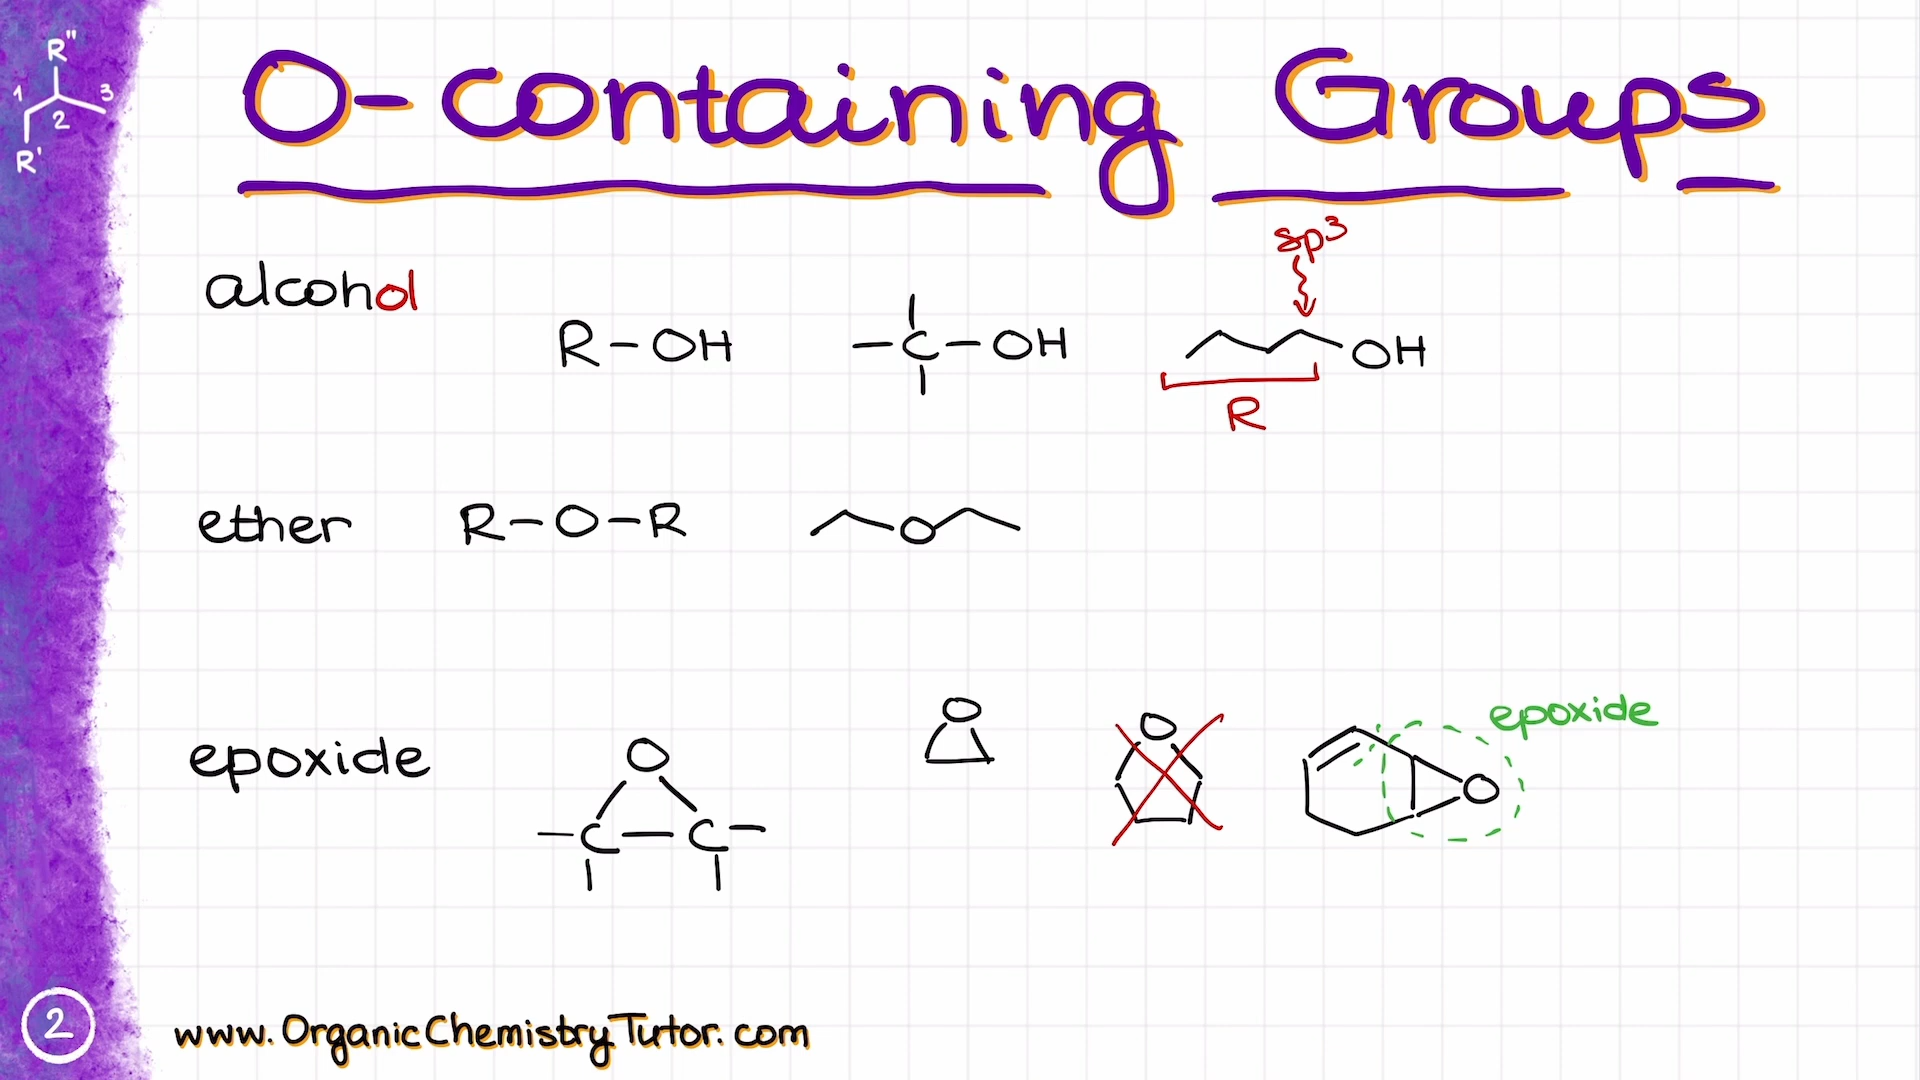 R"
1 2 3
R'
O-containing Groups
alcohol
R-OH
-C-OH
sp³
OH
R
ether
R-O-R
O
epoxide
O
C-C
O
O
O
epoxide
2
www.OrganicChemistryTutor.com